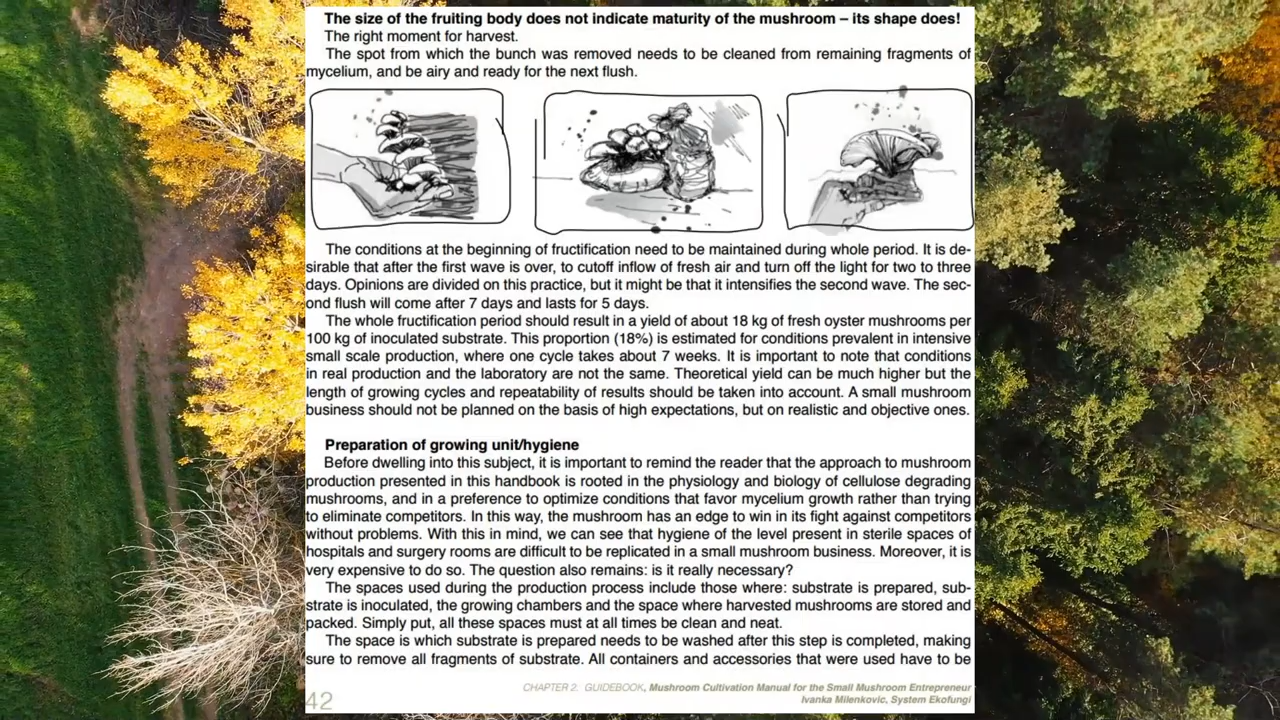 The size of the fruiting body does not indicate maturity of the mushroom – its shape does!
The right moment for harvest.
The spot from which the bunch was removed needs to be cleaned from remaining fragments of
mycelium, and be airy and ready for the next flush.
The conditions at the beginning of fructification need to be maintained during whole period. It is de-
sirable that after the first wave is over, to cutoff inflow of fresh air and turn off the light for two to three
days. Opinions are divided on this practice, but it might be that it intensifies the second wave. The sec-
ond flush will come after 7 days and lasts for 5 days.
The whole fructification period should result in a yield of about 18 kg of fresh oyster mushrooms per
100 kg of inoculated substrate. This proportion (18%) is estimated for conditions prevalent in intensive
small scale production, where one cycle takes about 7 weeks. It is important to note that conditions
in real production and the laboratory are not the same. Theoretical yield can be much higher but the
length of growing cycles and repeatability of results should be taken into account. A small mushroom
business should not be planned on the basis of high expectations, but on realistic and objective ones.
Preparation of growing unit/hygiene
Before dwelling into this subject, it is important to remind the reader that the approach to mushroom
production presented in this handbook is rooted in the physiology and biology of cellulose degrading
mushrooms, and in a preference to optimize conditions that favor mycelium growth rather than trying
to eliminate competitors. In this way, the mushroom has an edge to win in its fight against competitors
without problems. With this in mind, we can see that hygiene of the level present in sterile spaces of
hospitals and surgery rooms are difficult to be replicated in a small mushroom business. Moreover, it is
very expensive to do so. The question also remains: is it really necessary?
The spaces used during the production process include those where: substrate is prepared, sub-
strate is inoculated, the growing chambers and the space where harvested mushrooms are stored and
packed. Simply put, all these spaces must at all times be clean and neat.
The space is which substrate is prepared needs to be washed after this step is completed, making
sure to remove all fragments of substrate. All containers and accessories that were used have to be
CHAPTER 2. GUIDEBOOK, Mushroom Cultivation Manual for the Small Mushroom Entrepreneur
42 Ivanka Milenkovic, System Ekofungi